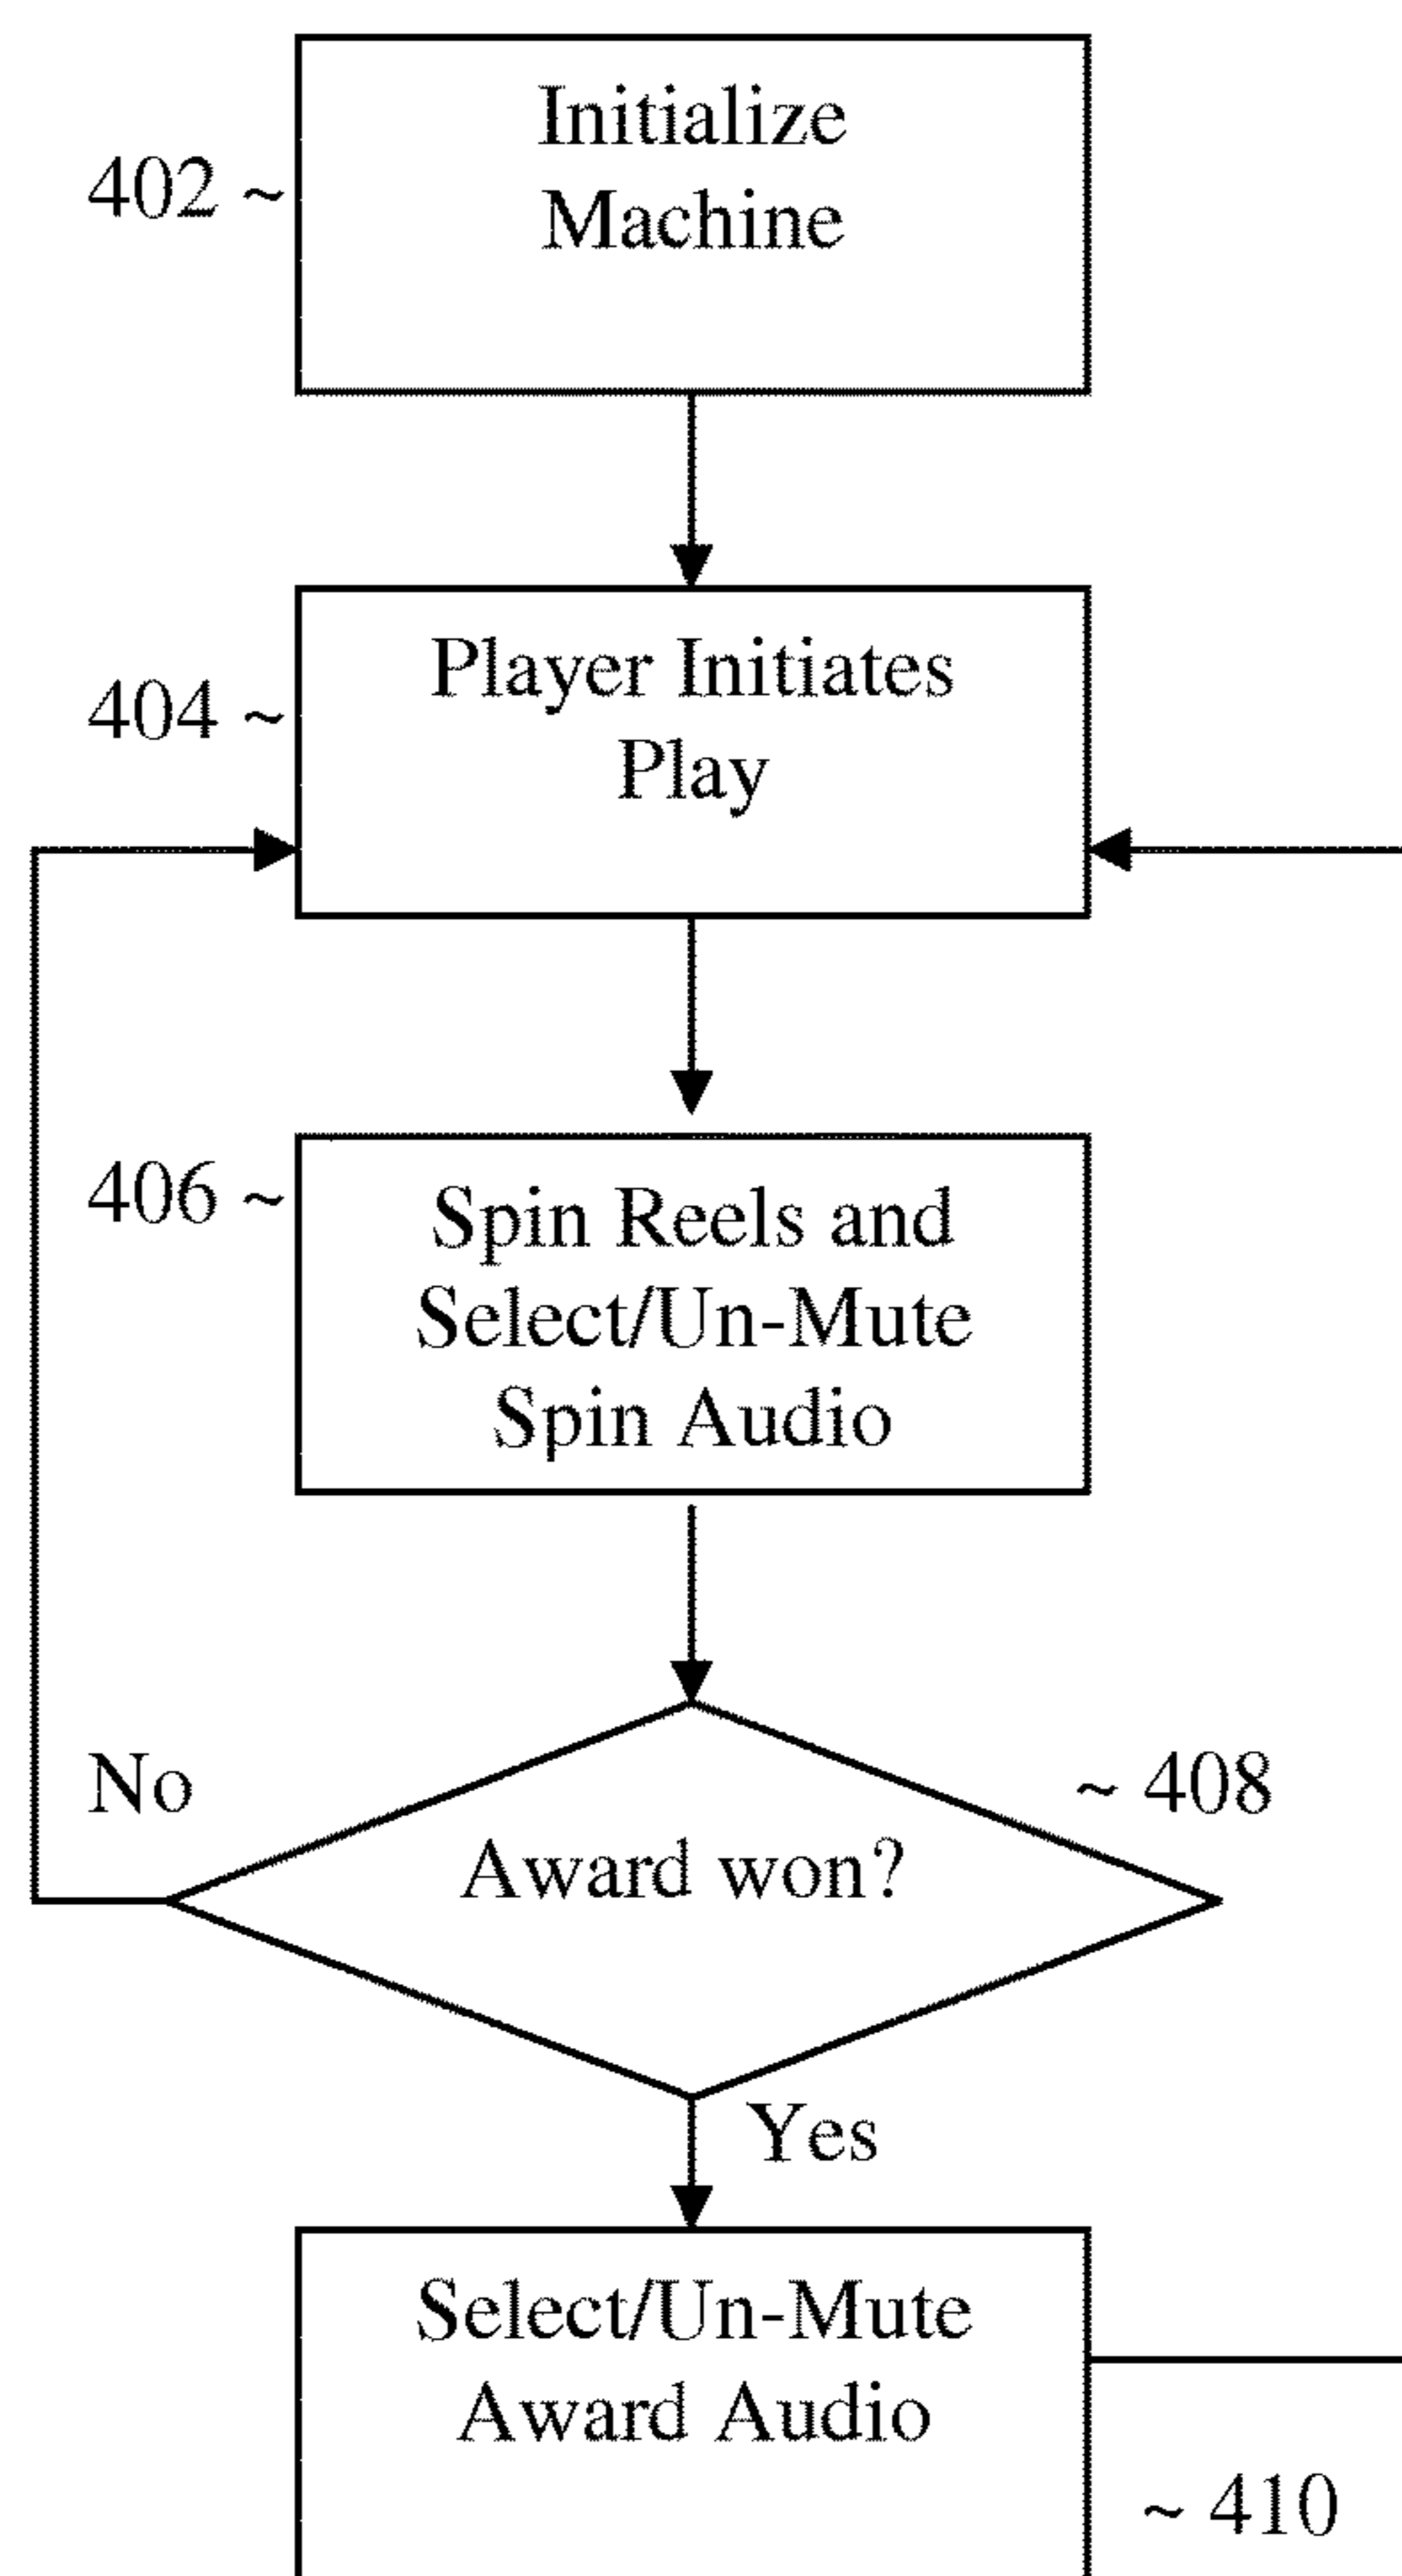 Initialize
Machine
402 ~
Player Initiates
Play
404 ~
Spin Reels and
Select/Un-Mute
Spin Audio
406 ~
Award won?
~ 408
No
Yes
Select/Un-Mute
Award Audio
~ 410